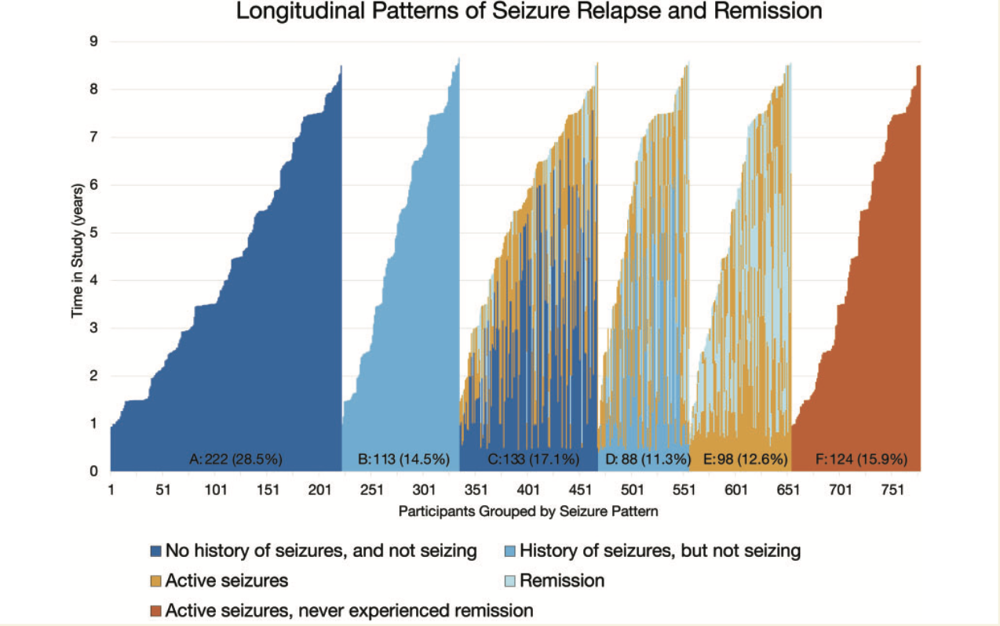 Longitudinal Patterns of Seizure Relapse and Remission
9
8
7
6
5
4
3
2
1
0
Time in Study (years)
A: 222 (28.5%) B: 113 (14.5%) C: 133 (17.1%) D: 88 (11.3%) E: 98 (12.6%) F: 124 (15.9%)
1 51 101 151 201 251 301 351 401 451 501 551 601 651 701 751
Participants Grouped by Seizure Pattern
No history of seizures, and not seizing History of seizures, but not seizing
Active seizures Remission
Active seizures, never experienced remission